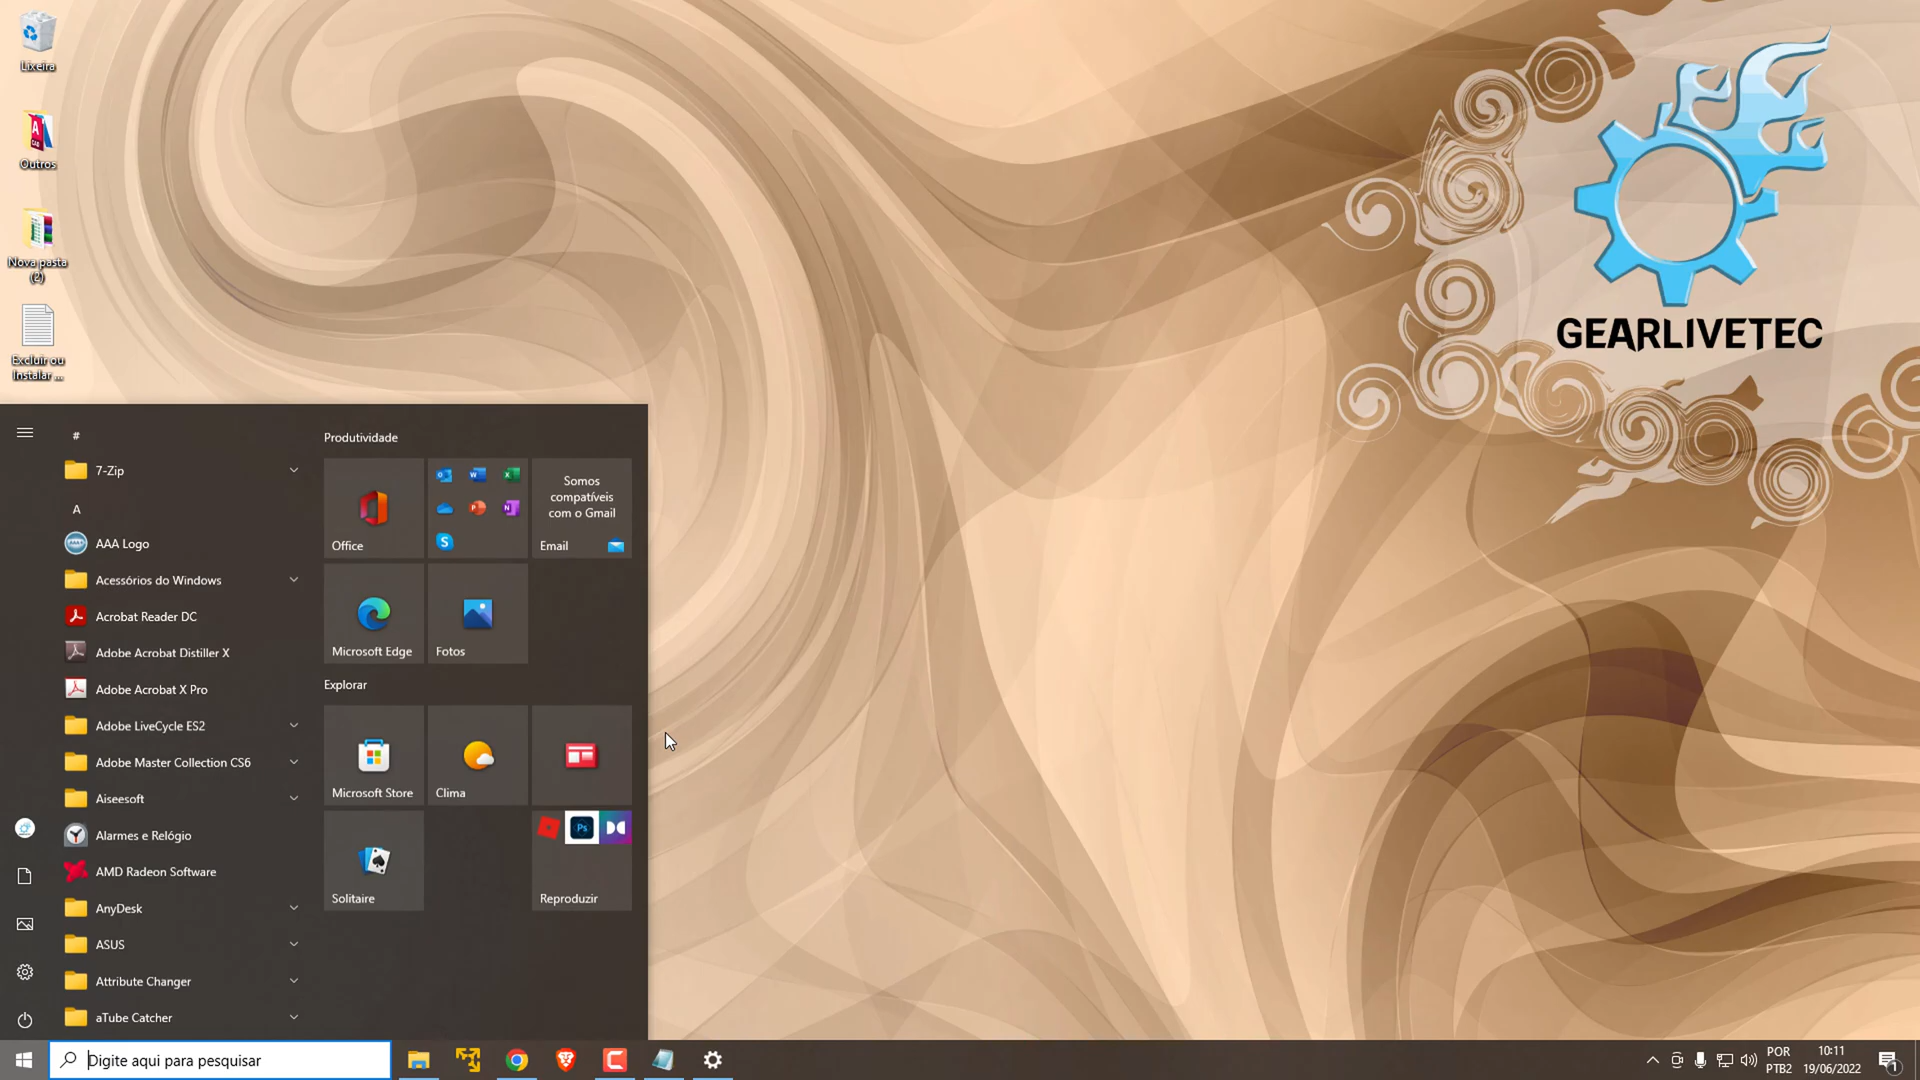 Lixeira
Outros
Nova pasta
(2)
Excluir ou
Instalar ...
GEARLIVETEC
#
7-Zip
A
AAA Logo
Acessórios do Windows
Acrobat Reader DC
Adobe Acrobat Distiller X
Adobe Acrobat X Pro
Adobe LiveCycle ES2
Adobe Master Collection CS6
Aiseesoft
Alarmes e Relógio
AMD Radeon Software
AnyDesk
ASUS
Attribute Changer
aTube Catcher
Produtividade
Office
Somos
compatíveis
com o Gmail
Email
Microsoft Edge
Fotos
Explorar
Microsoft Store
Clima
Solitaire
Ps
Reproduzir
Digite aqui para pesquisar
POR
PTB2
10:11
19/06/2022
1